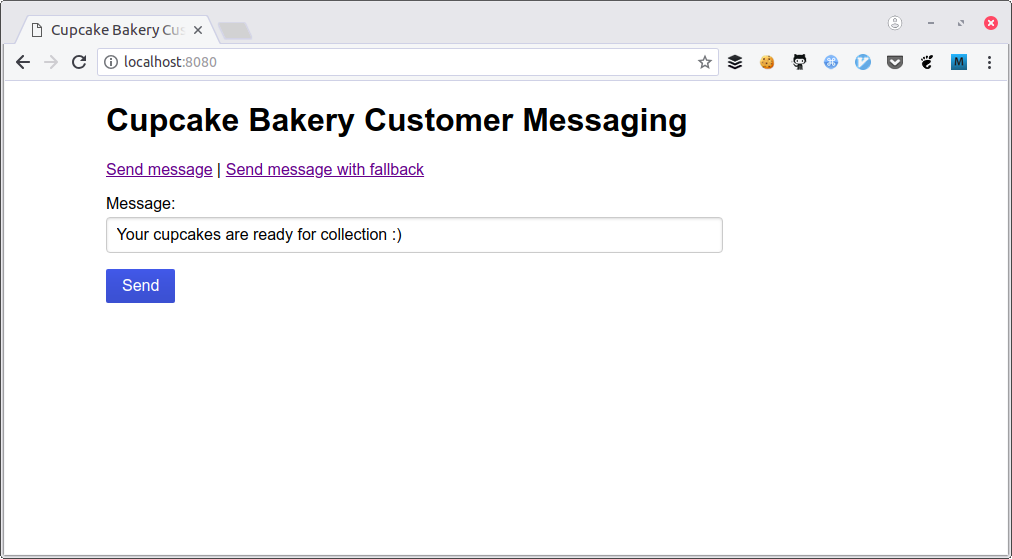 Cupcake Bakery Cus
localhost:8080
M
Cupcake Bakery Customer Messaging
Send message | Send message with fallback
Message:
Your cupcakes are ready for collection :)
Send